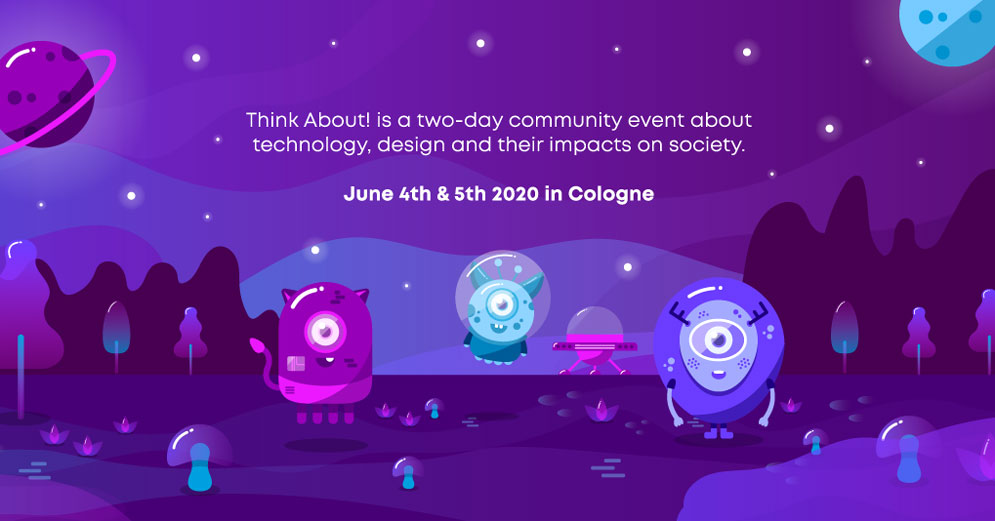 Think About! is a two-day community event about
technology, design and their impacts on society.
June 4th & 5th 2020 in Cologne